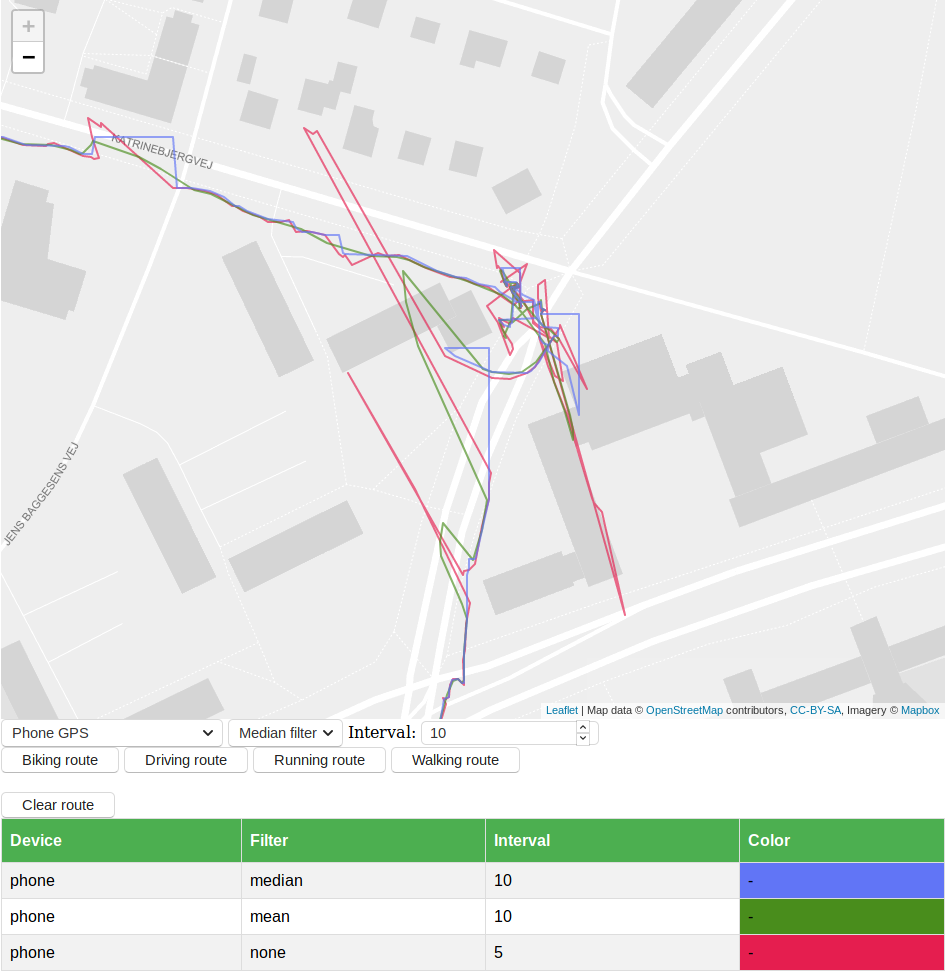 +
−
KATRINEBJERGVEJ
JENS BAGGESENS VEJ
Leaflet | Map data © OpenStreetMap contributors, CC-BY-SA, Imagery © Mapbox
Phone GPS Median filter Interval: 10
Biking route Driving route Running route Walking route
Clear route
Device Filter Interval Color
phone median 10 -
phone mean 10 -
phone none 5 -